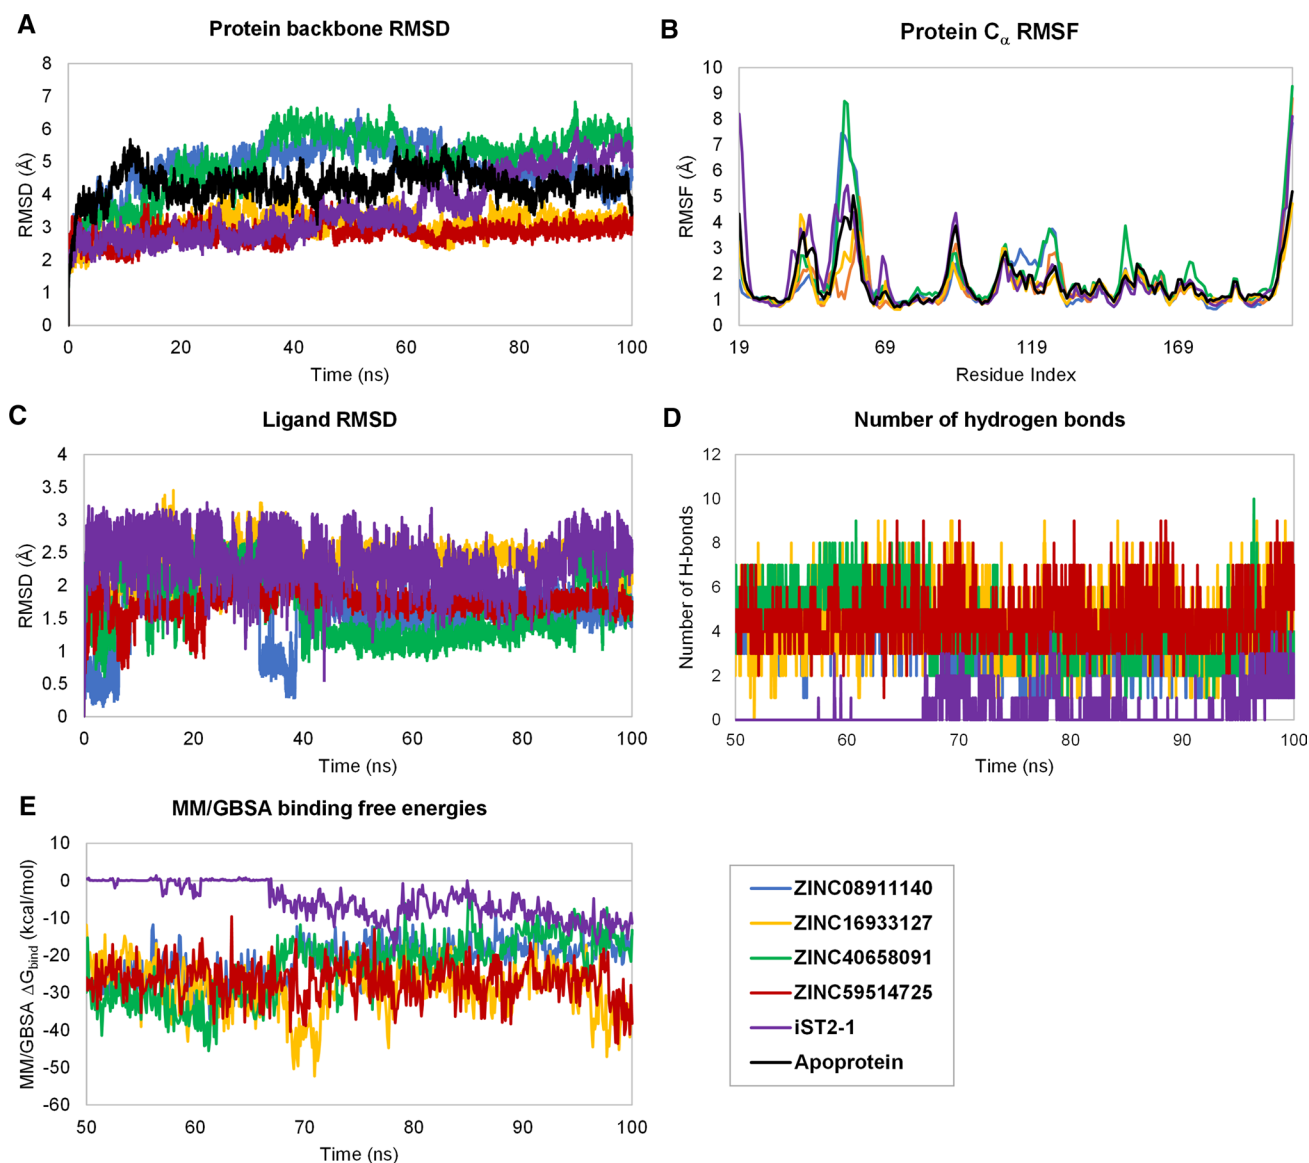 A
Protein backbone RMSD
8
7
6
5
4
3
2
1
0
RMSD (Å)
0 20 40 60 80 100
Time (ns)
B
Protein Cα RMSF
10
9
8
7
6
5
4
3
2
1
0
RMSF (Å)
19 69 119 169
Residue Index
C
Ligand RMSD
4
3.5
3
2.5
2
1.5
1
0.5
0
RMSD (Å)
0 20 40 60 80 100
Time (ns)
D
Number of hydrogen bonds
12
10
8
6
4
2
0
Number of H-bonds
50 60 70 80 90 100
Time (ns)
E
MM/GBSA binding free energies
10
0
-10
-20
-30
-40
-50
-60
MM/GBSA ΔGbind (kcal/mol)
50 60 70 80 90 100
Time (ns)
ZINC08911140
ZINC16933127
ZINC40658091
ZINC59514725
iST2-1
Apoprotein